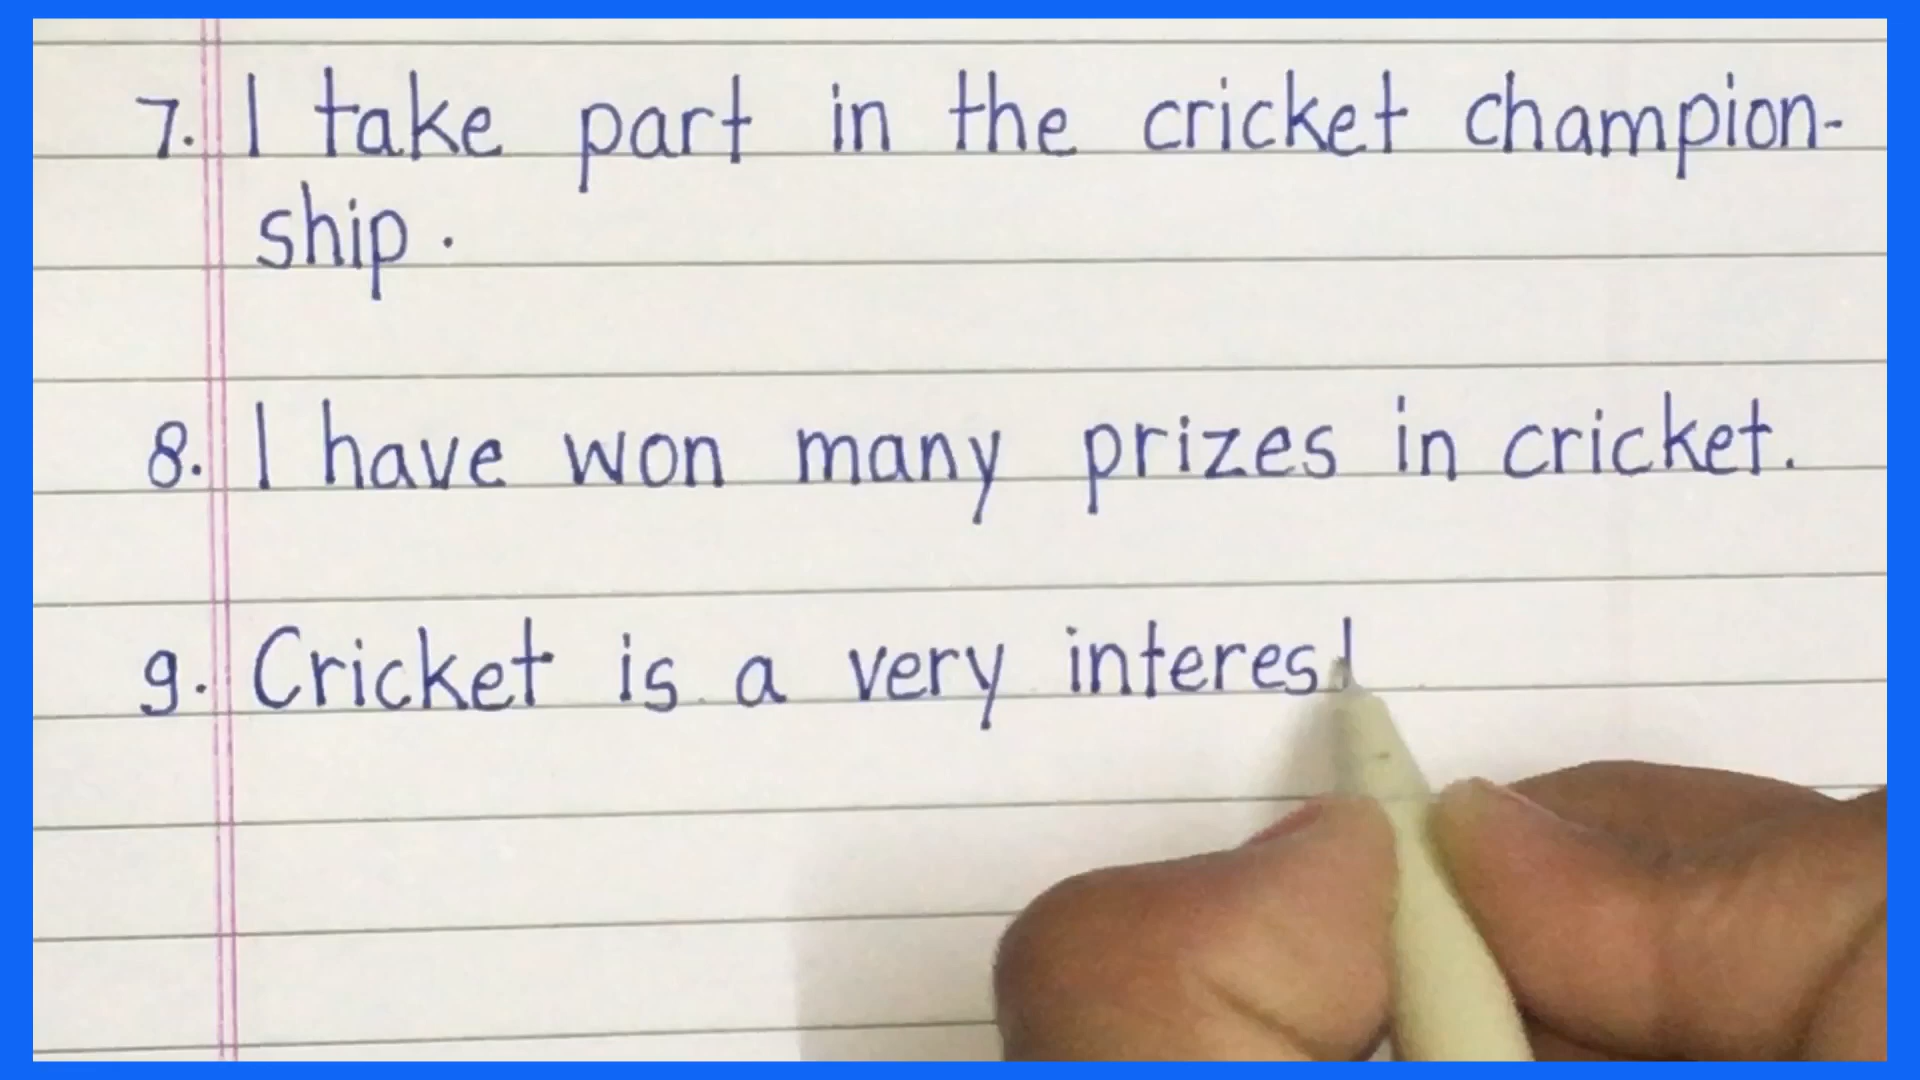 7. I take part in the cricket champion-
ship.
8. I have won many prizes in cricket.
9. Cricket is a very interes